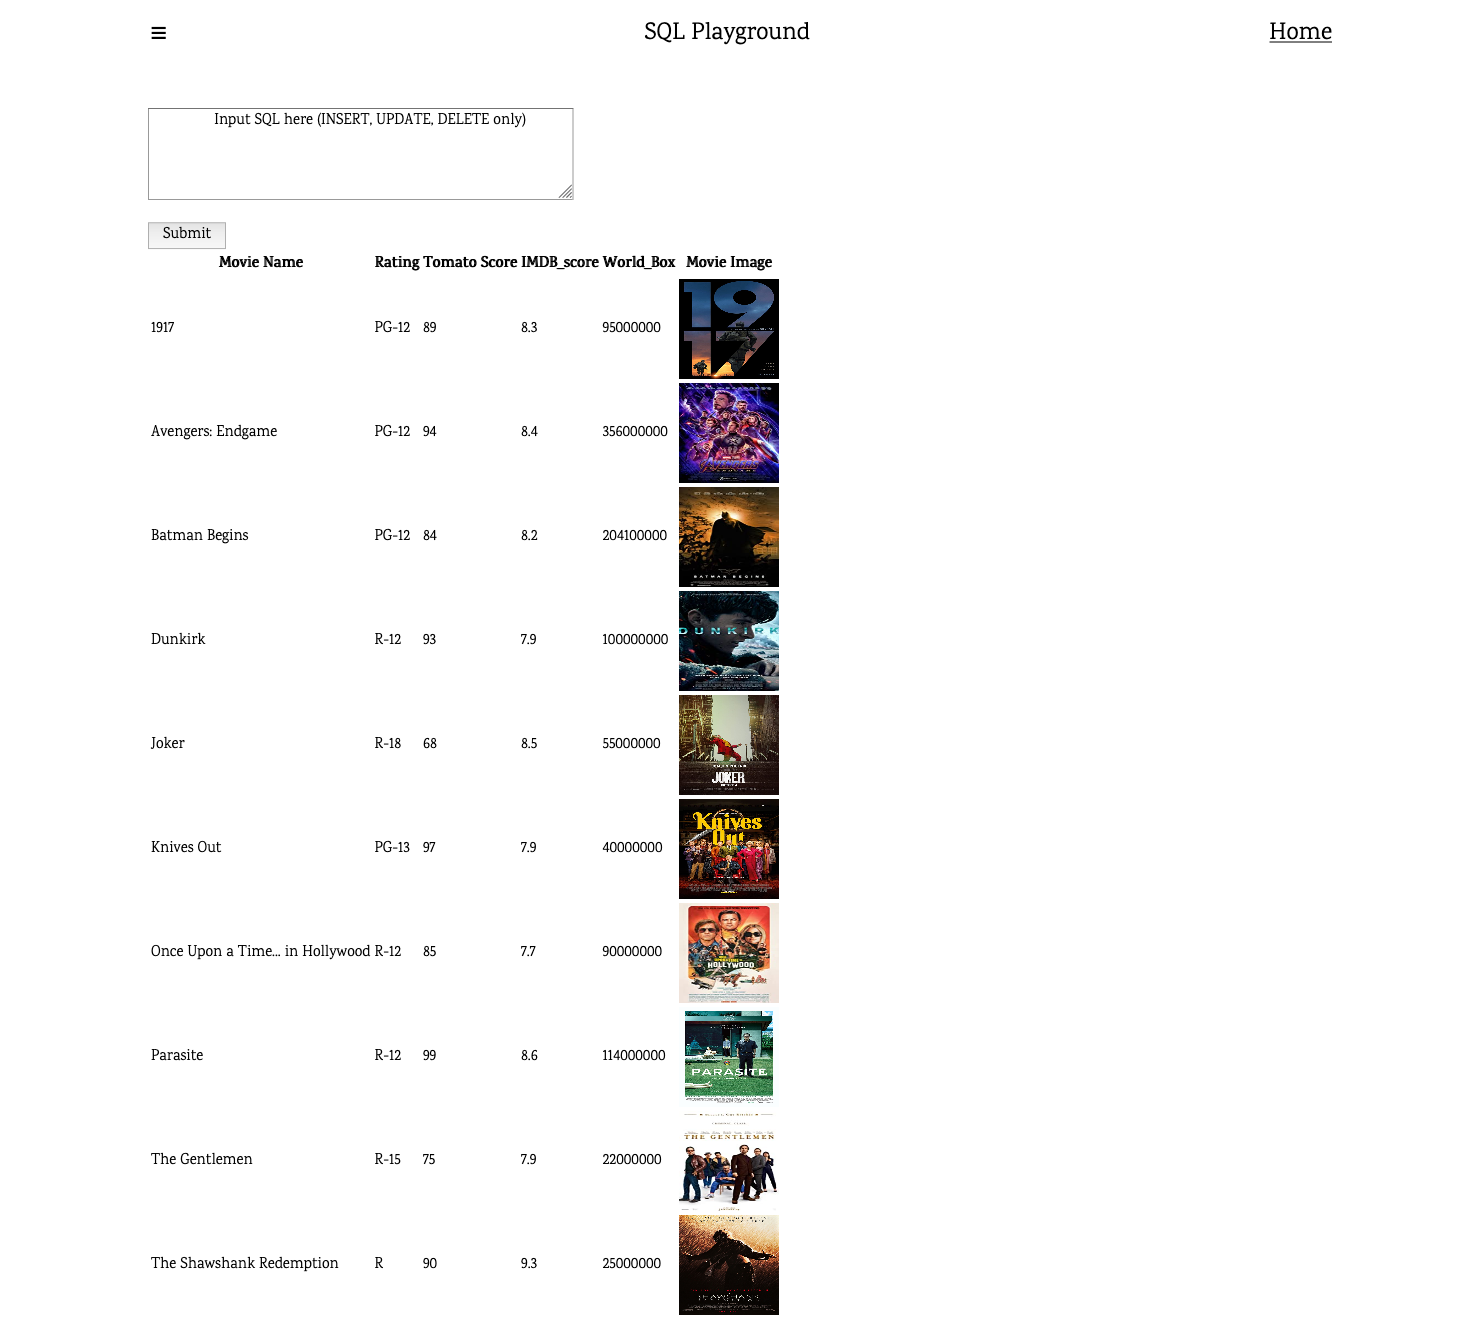 ≡ SQL Playground Home
Input SQL here (INSERT, UPDATE, DELETE only)
Submit
Movie Name Rating Tomato Score IMDB_score World_Box Movie Image
1917 PG-12 89 8.3 95000000
19
17
Avengers: Endgame PG-12 94 8.4 356000000
Batman Begins PG-12 84 8.2 204100000
BATMAN BEGINS
Dunkirk R-12 93 7.9 100000000
DUNKIRK
Joker R-18 68 8.5 55000000
JOKER
Knives Out PG-13 97 7.9 40000000
Knives
Out
Once Upon a Time... in Hollywood R-12 85 7.7 90000000
HOLLYWOOD
Parasite R-12 99 8.6 114000000
PARASITE
The Gentlemen R-15 75 7.9 22000000
THE GENTLEMEN
The Shawshank Redemption R 90 9.3 25000000